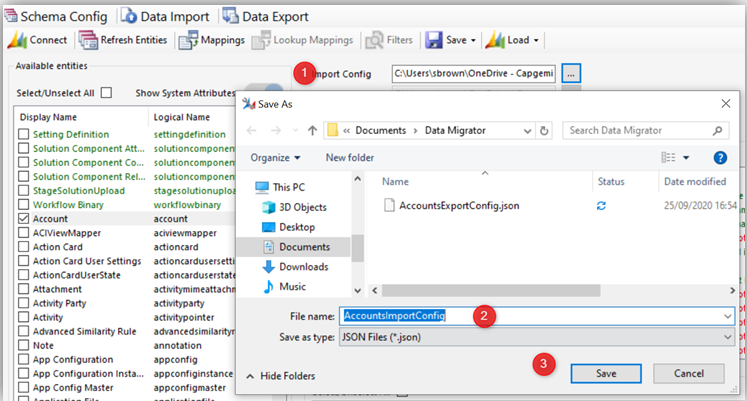 Schema Config Data Import Data Export
Connect Refresh Entities Mappings Lookup Mappings Filters Save Load
Available entities
1 Import Config C:\Users\sbrown\OneDrive - Capgemi ...
Select/Unselect All Show System Attributes
Display Name Logical Name
Setting Definition settingdefinition
Solution Component Att... solutioncomponent
Solution Component Co... solutioncomponent
Solution Component Rel... solutioncomponent
StageSolutionUpload stagesolutionuploa
Workflow Binary workflowbinary
Account account
ACIViewMapper aciviewmapper
Action Card actioncard
Action Card User Settings actioncardusersetti
ActionCardUserState actioncarduserstate
Attachment activitymimeattachm
Activity Party activityparty
Activity activitypointer
Advanced Similarity Rule advancedsimilarityr
Note annotation
App Configuration appconfig
App Configuration Insta... appconfiginstance
App Config Master appconfigmaster
Save As
« Documents Data Migrator Search Data Migrator
Organize New folder ?
This PC
3D Objects
Desktop
Documents
Downloads
Music
Name Status Date modified
AccountsExportConfig.json 25/09/2020 16:54
File name: AccountsImportConfig 2
Save as type: JSON Files (*.json)
3
Hide Folders Save Cancel